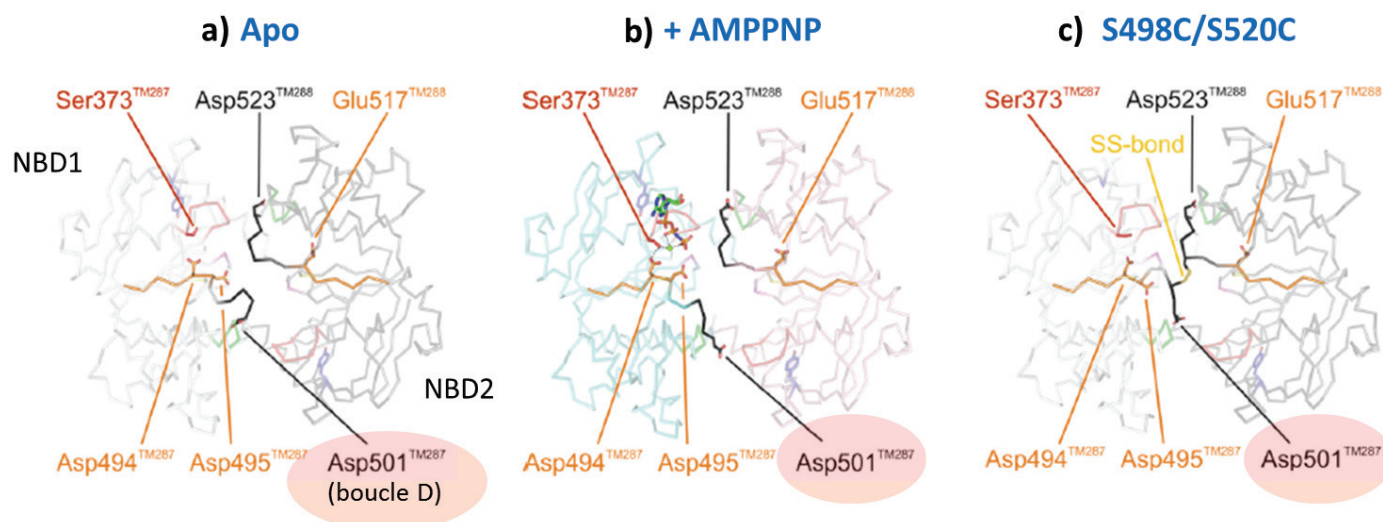 a) Apo
Ser373TM287 Asp523TM288 Glu517TM288
NBD1
NBD2
Asp494TM287 Asp495TM287 Asp501TM287
(boucle D)
b) + AMPPNP
Ser373TM287 Asp523TM288 Glu517TM288
Asp494TM287 Asp495TM287 Asp501TM287
c) S498C/S520C
Ser373TM287 Asp523TM288 Glu517TM288
SS-bond
Asp494TM287 Asp495TM287 Asp501TM287